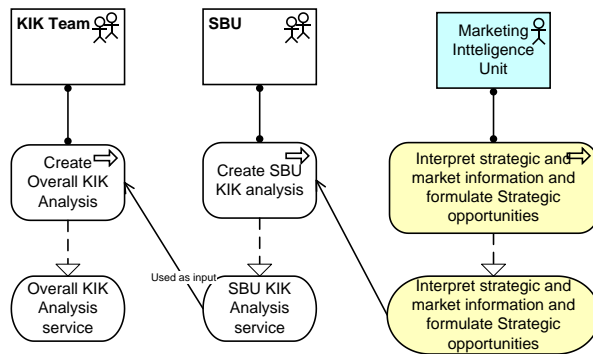 KIK Team
SBU
Marketing
Intteligence
Unit
Create
Overall KIK
Analysis
Create SBU
KIK analysis
Interpret strategic and
market information and
formulate Strategic
opportunities
Used as input
Overall KIK
Analysis
service
SBU KIK
Analysis
service
Interpret strategic and
market information and
formulate Strategic
opportunities